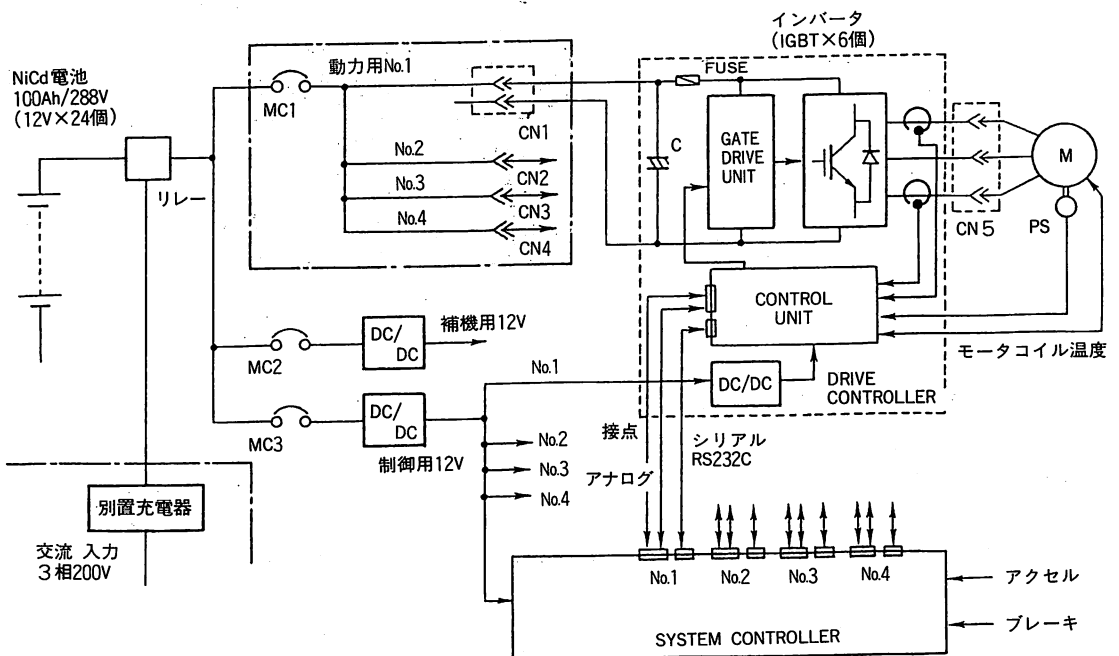 インバータ
(IGBT×6個)
NiCd電池
100Ah/288V
(12V×24個)
リレー
MC1
動力用No.1
CN1
No.2
CN2
No.3
CN3
No.4
CN4
FUSE
C
GATE
DRIVE
UNIT
CN5
M
PS
CONTROL
UNIT
モータコイル温度
DC/DC
DRIVE
CONTROLLER
MC2
DC/
DC
補機用12V
MC3
DC/
DC
制御用12V
No.1
No.2
No.3
No.4
接点
アナログ
シリアル
RS232C
別置充電器
交流 入力
3相200V
No.1
No.2
No.3
No.4
アクセル
ブレーキ
SYSTEM CONTROLLER